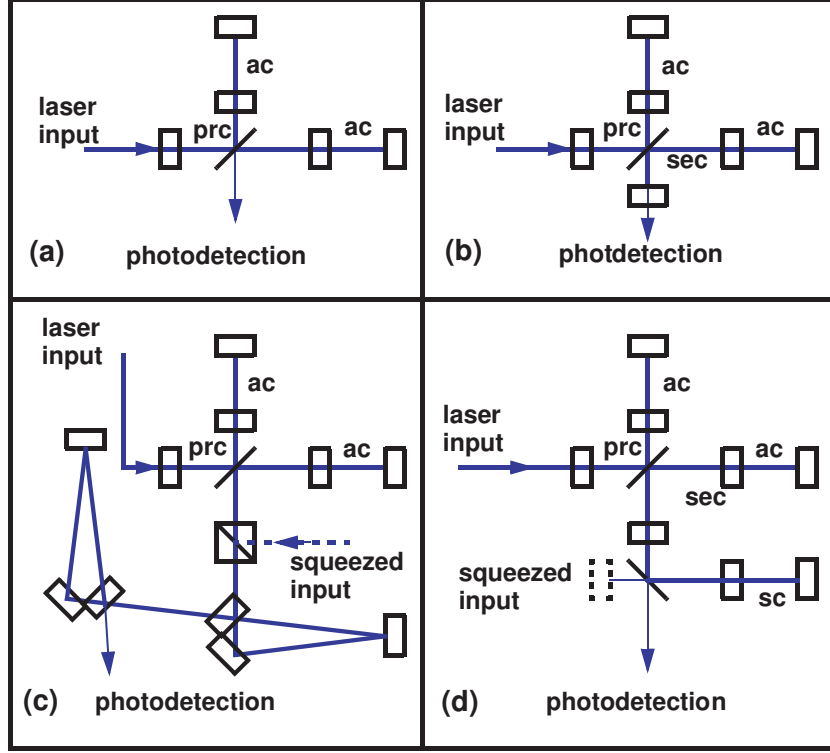 ac
laser
input
prc
ac
(a)
photodetection
ac
laser
input
prc
ac
sec
(b)
photdetection
laser
input
ac
prc
ac
squeezed
input
(c)
photodetection
ac
laser
input
prc
ac
sec
squeezed
input
sc
(d)
photodetection